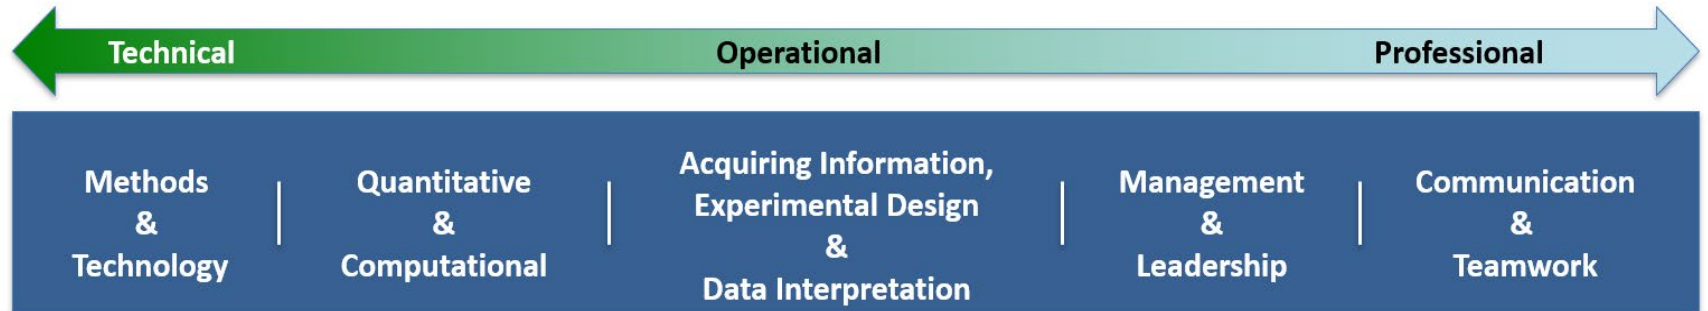 Technical
Operational
Professional
Methods
&
Technology
Quantitative
&
Computational
Acquiring Information,
Experimental Design
&
Data Interpretation
Management
&
Leadership
Communication
&
Teamwork